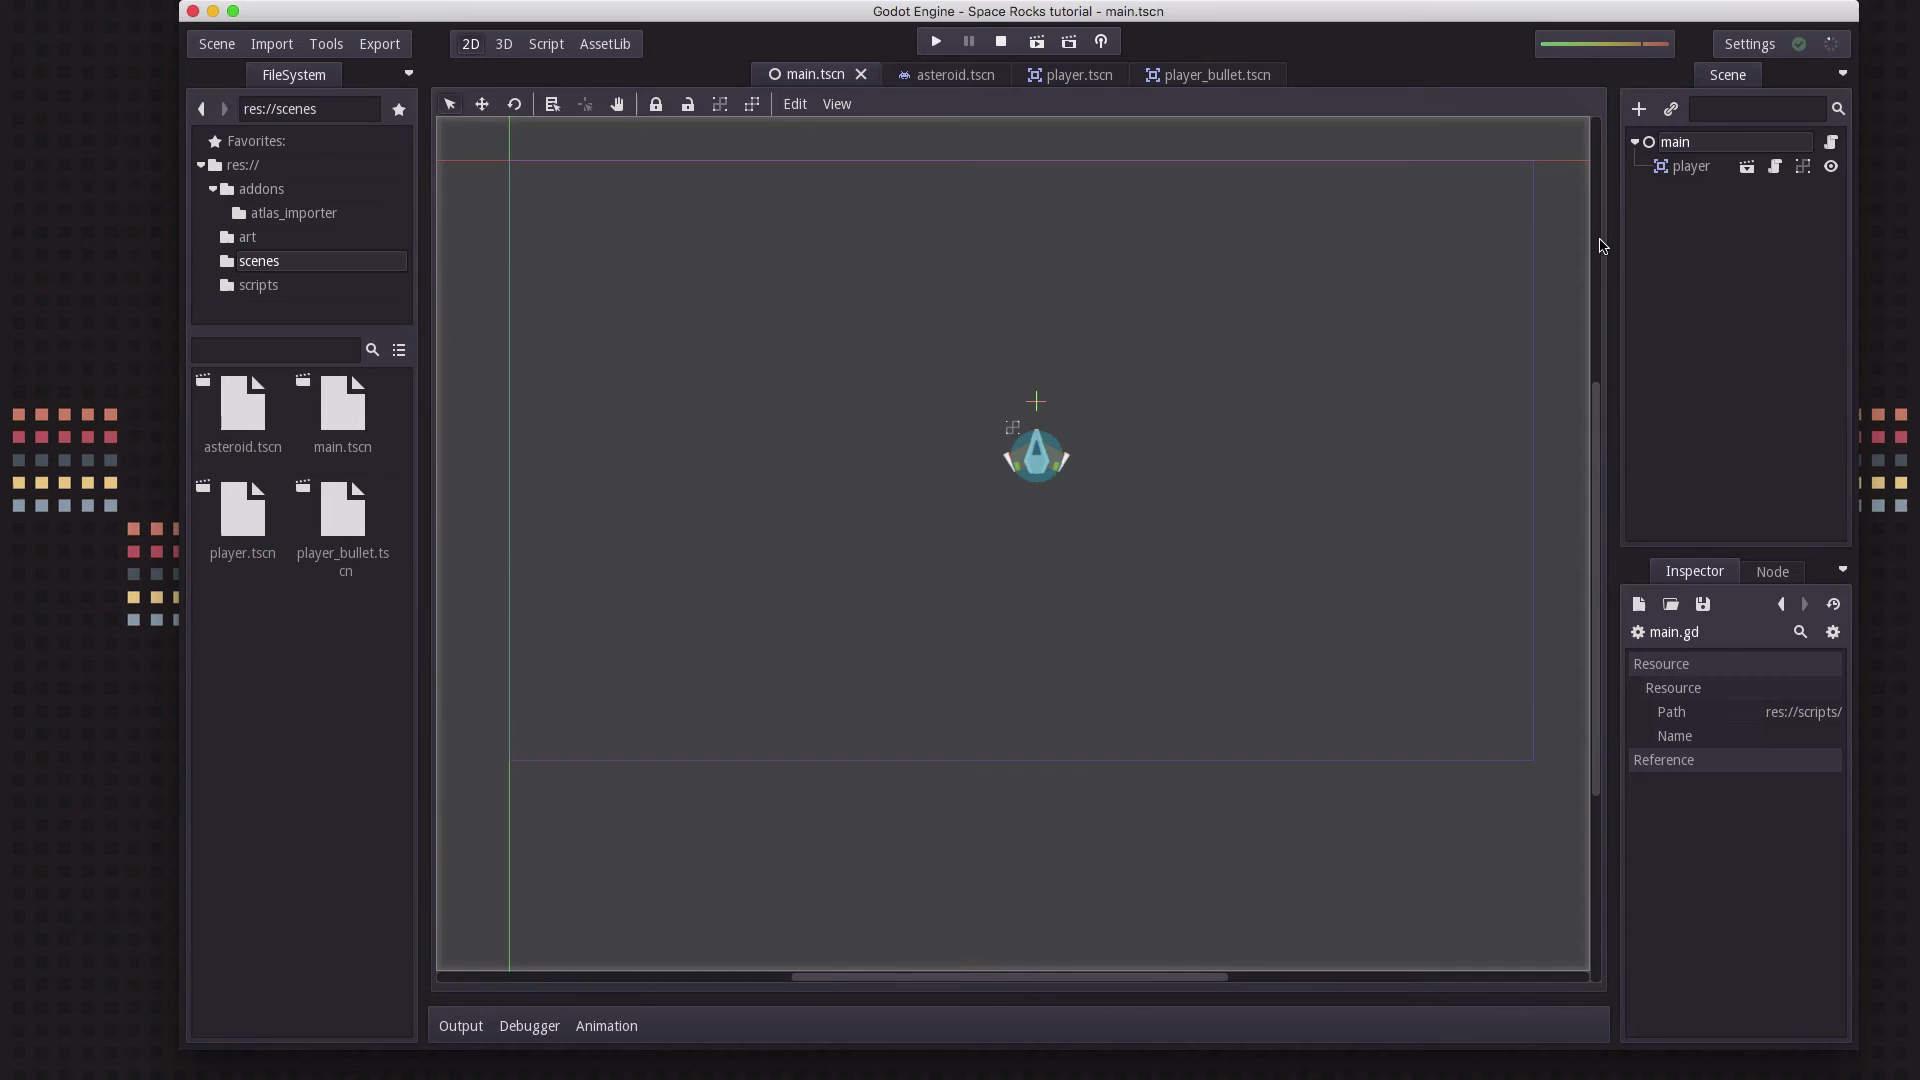 Godot Engine - Space Rocks tutorial - main.tscn
Scene Import Tools Export
2D 3D Script AssetLib
Settings
FileSystem
main.tscn asteroid.tscn player.tscn player_bullet.tscn
Scene
res://scenes
Edit View
Favorites:
res://
addons
atlas_importer
art
scenes
scripts
main
player
asteroid.tscn
main.tscn
player.tscn
player_bullet.ts
cn
Inspector Node
main.gd
Resource
Resource
Path res://scripts/
Name
Reference
Output Debugger Animation